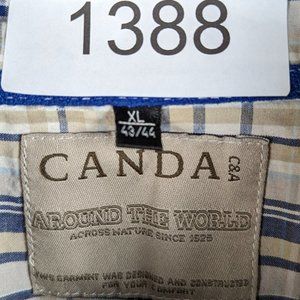 1388
XL
43/44
CANDA C&A
AROUND THE WORLD
ACROSS NATURE SINCE 1925
THIS GARMENT WAS DESIGNED AND CONSTRUCTED
FOR YOUR